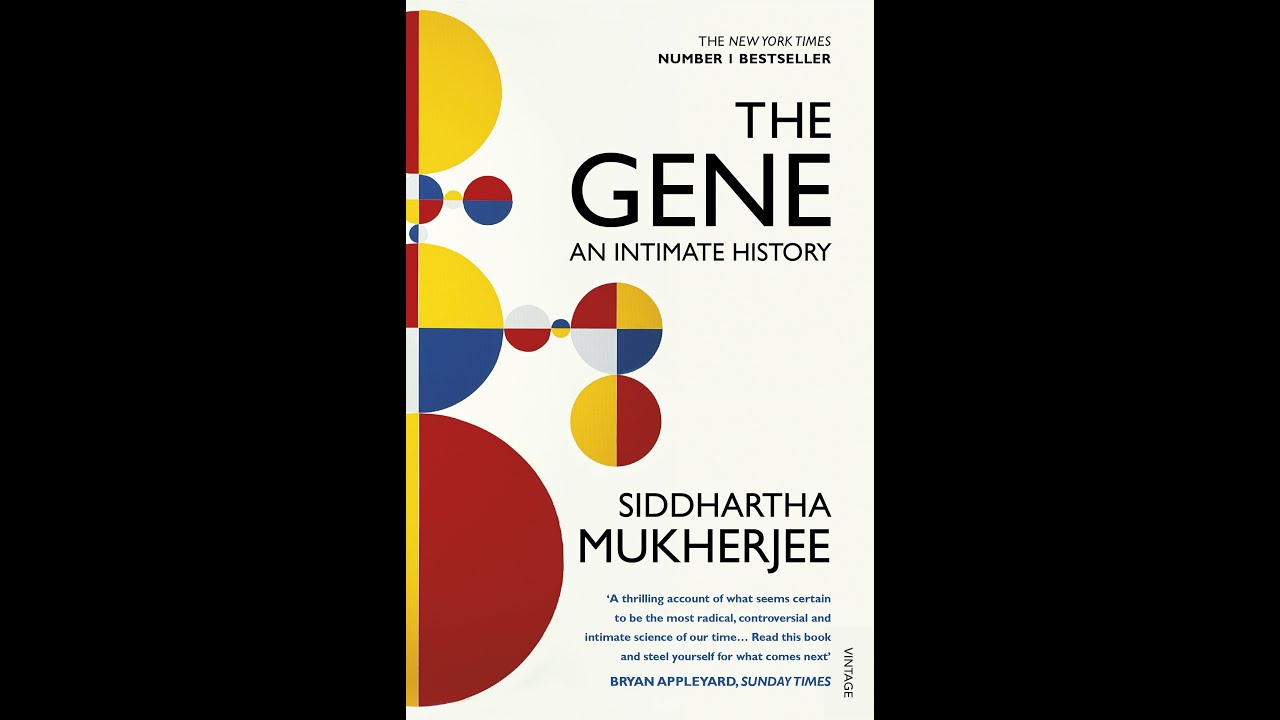 THE NEW YORK TIMES
NUMBER 1 BESTSELLER
THE
GENE
AN INTIMATE HISTORY
SIDDHARTHA
MUKHERJEE
‘A thrilling account of what seems certain
to be the most radical, controversial and
intimate science of our time... Read this book
and steel yourself for what comes next’
BRYAN APPLEYARD, SUNDAY TIMES
VINTAGE